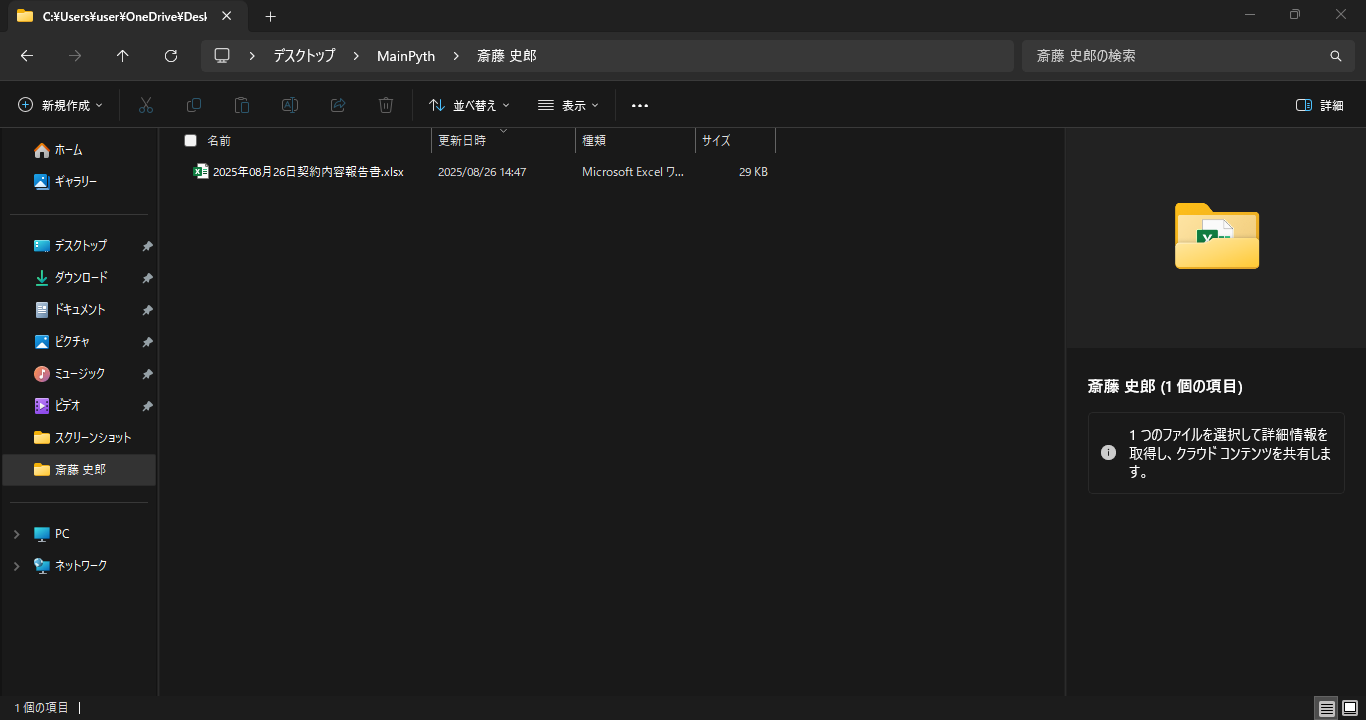 C:¥Users¥user¥OneDrive¥Desl
デスクトップ MainPyth 斎藤 史郎
斎藤 史郎の検索
新規作成
並べ替え
表示
詳細
ホーム
ギャラリー
デスクトップ
ダウンロード
ドキュメント
ピクチャ
ミュージック
ビデオ
スクリーンショット
斎藤 史郎
PC
ネットワーク
名前 更新日時 種類 サイズ
2025年08月26日契約内容報告書.xlsx 2025/08/26 14:47 Microsoft Excel ワ... 29 KB
斎藤 史郎 (1 個の項目)
1 つのファイルを選択して詳細情報を
取得し、クラウド コンテンツを共有しま
す。
1 個の項目